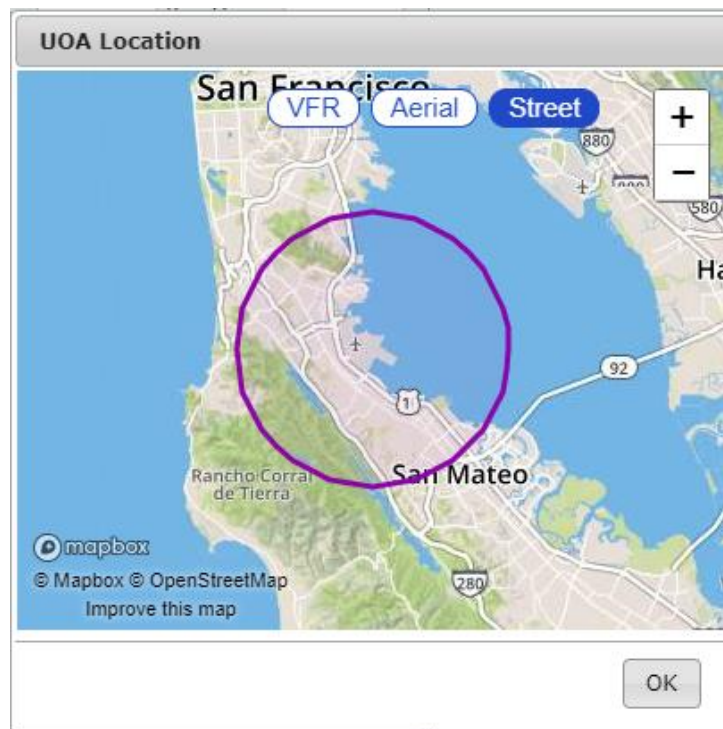 UOA Location
San Francisco
VFR
Aerial
Street
+
−
880
580
Ha
92
1
San Mateo
Rancho Corral
de Tierra
280
mapbox
© Mapbox © OpenStreetMap
Improve this map
OK